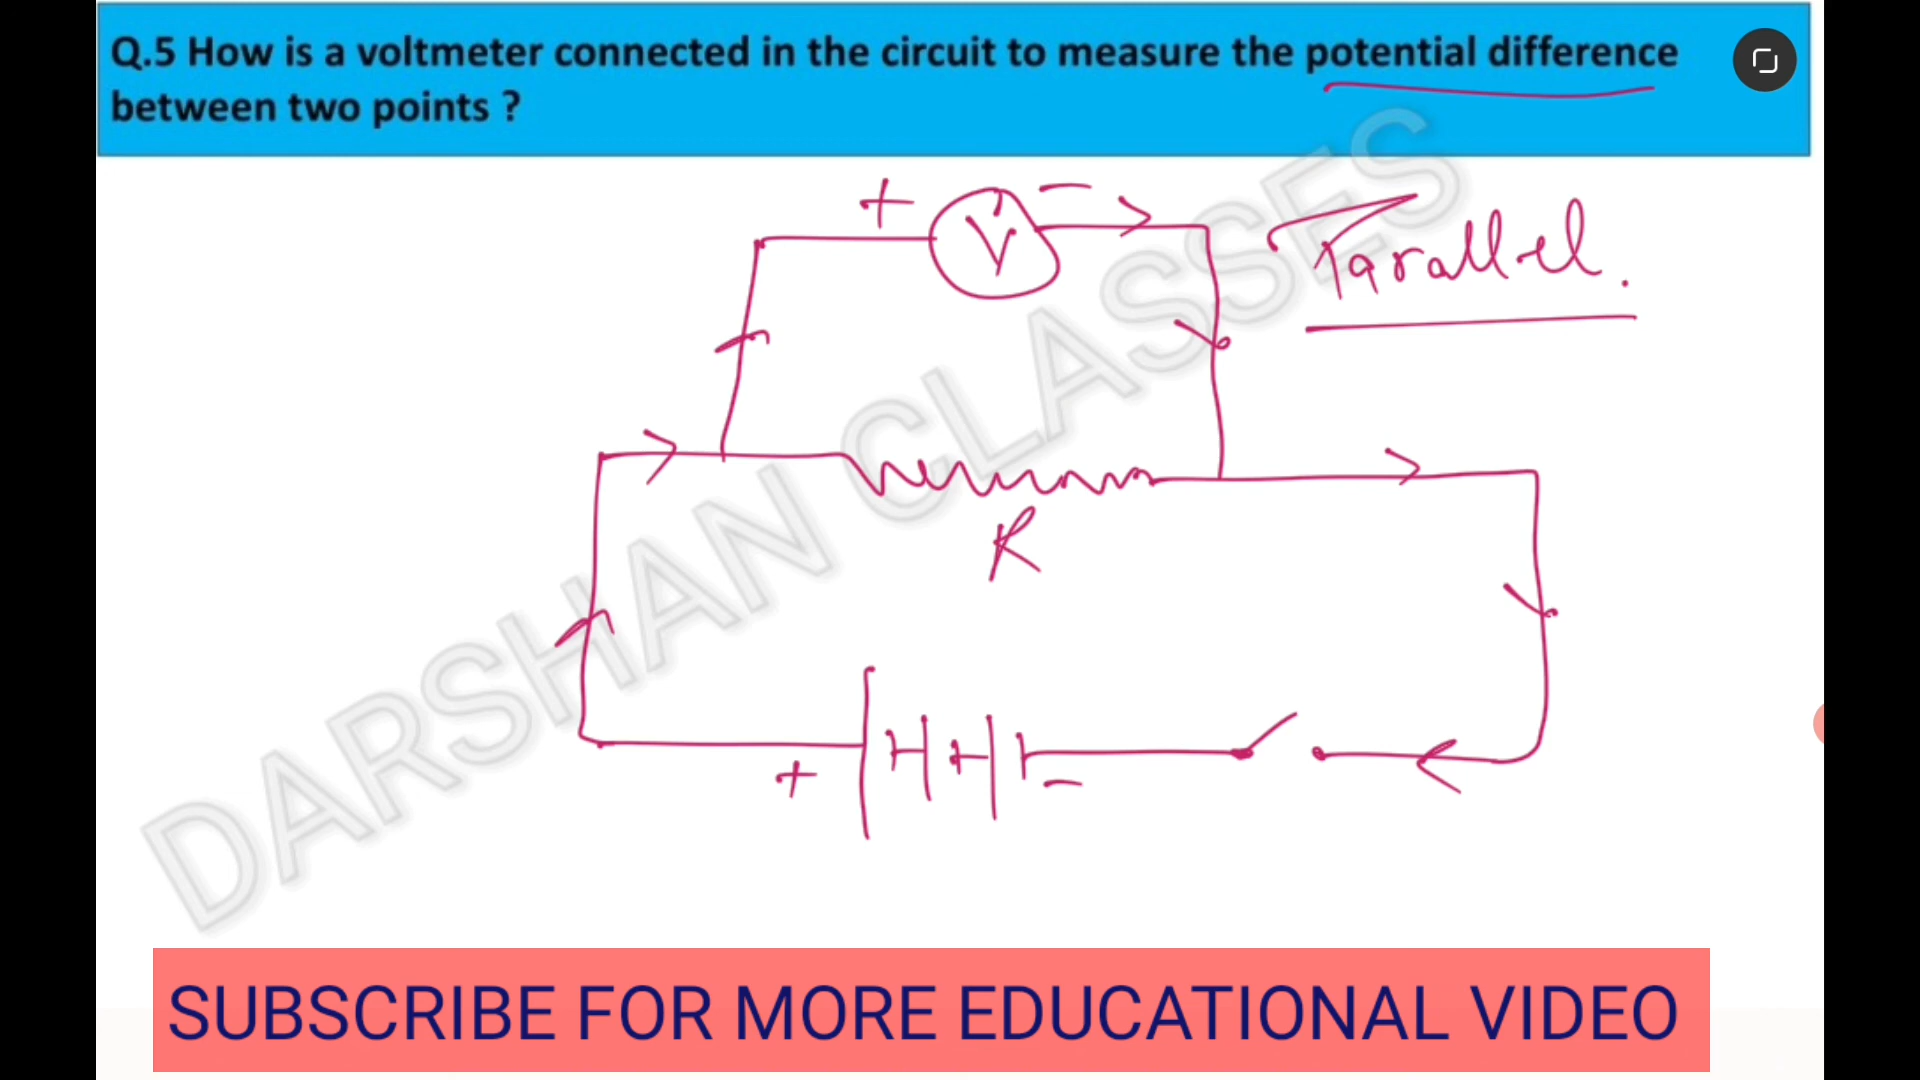 Q.5 How is a voltmeter connected in the circuit to measure the potential difference
between two points ?
+ V −
Parallel.
R
+ −
DARSHAN CLASSES
SUBSCRIBE FOR MORE EDUCATIONAL VIDEO